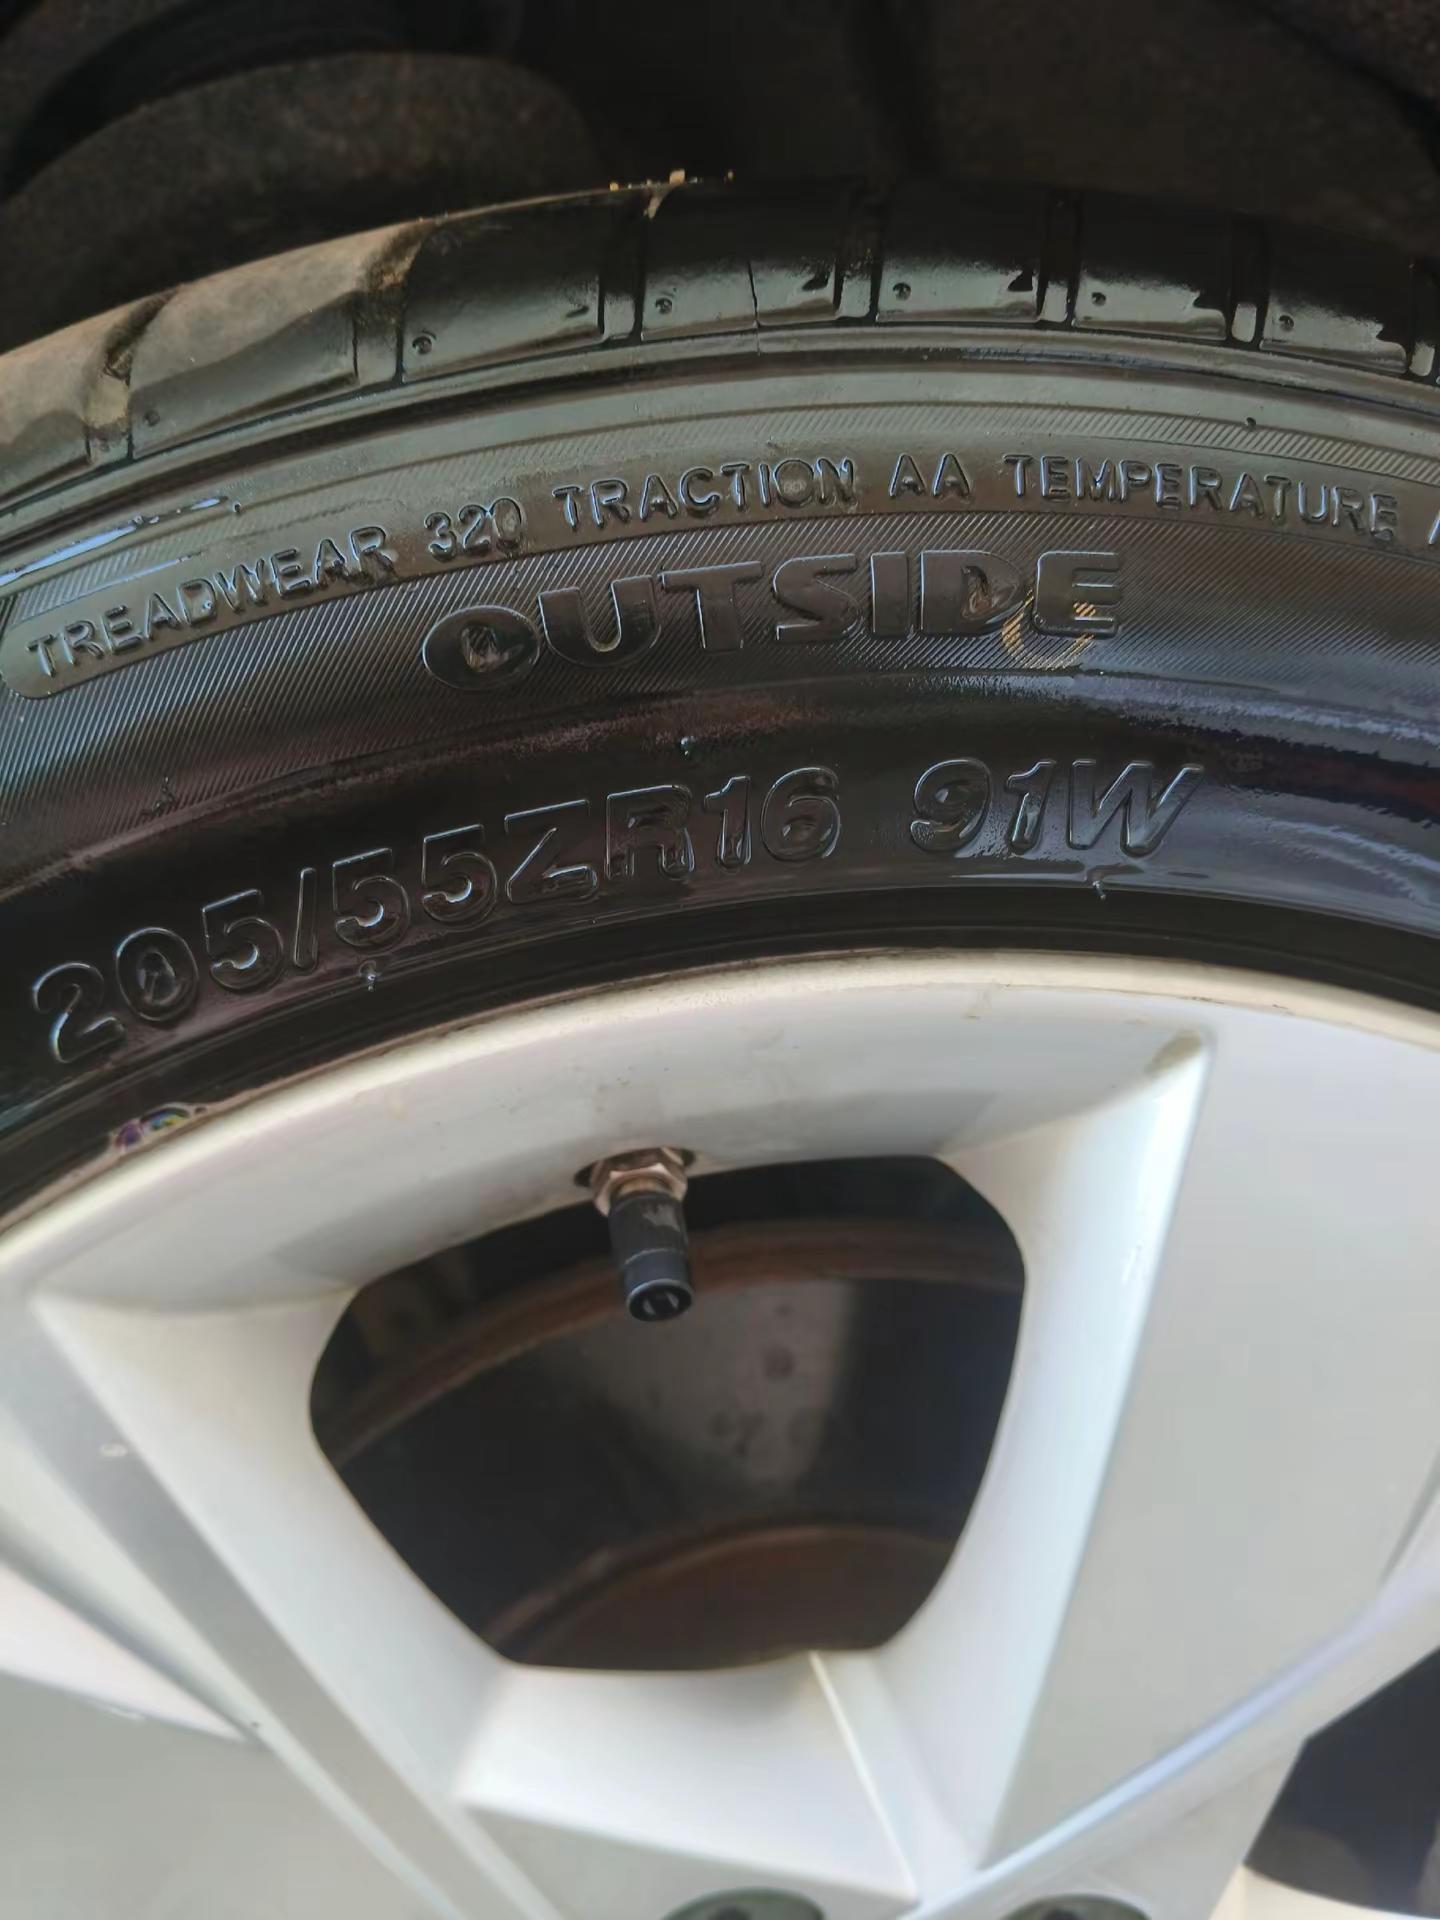 TREADWEAR 320 TRACTION AA TEMPERATURE A
OUTSIDE
205/55ZR16 91W